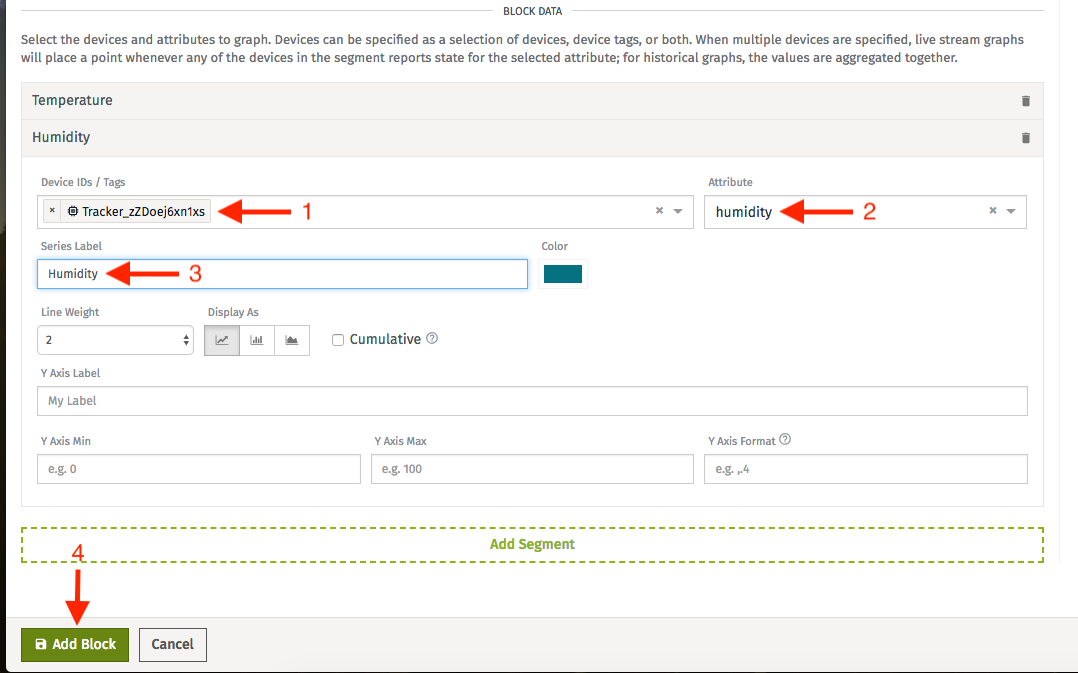 BLOCK DATA
Select the devices and attributes to graph. Devices can be specified as a selection of devices, device tags, or both. When multiple devices are specified, live stream graphs
will place a point whenever any of the devices in the segment reports state for the selected attribute; for historical graphs, the values are aggregated together.
Temperature
Humidity
Device IDs / Tags
Attribute
× Tracker_zZDoej6xn1xs
1
×
humidity
2
×
Series Label
Color
Humidity
3
Line Weight
Display As
2
Cumulative ?
Y Axis Label
My Label
Y Axis Min
Y Axis Max
Y Axis Format ?
e.g. 0
e.g. 100
e.g. ,.4
Add Segment
4
Add Block
Cancel